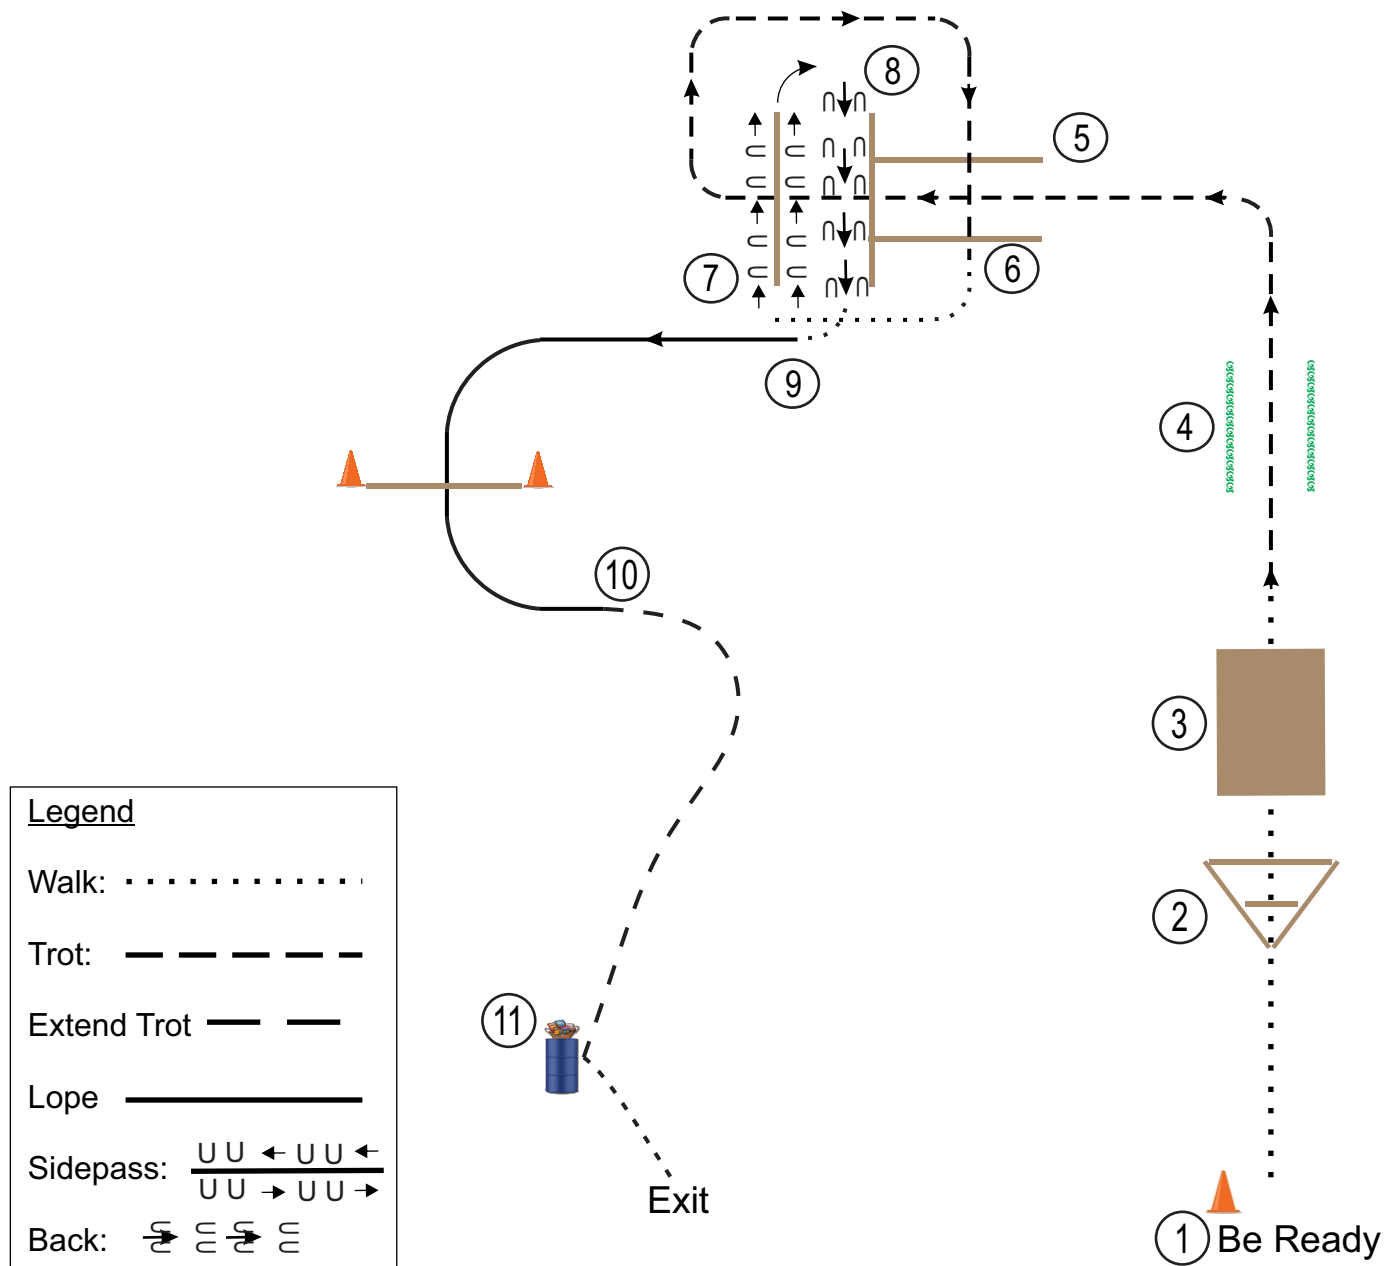 8
5
7
6
9
4
10
3
Legend
Walk:
2
Trot:
11
Extend Trot
Lope
Sidepass:
Exit
Back:
1 Be Ready